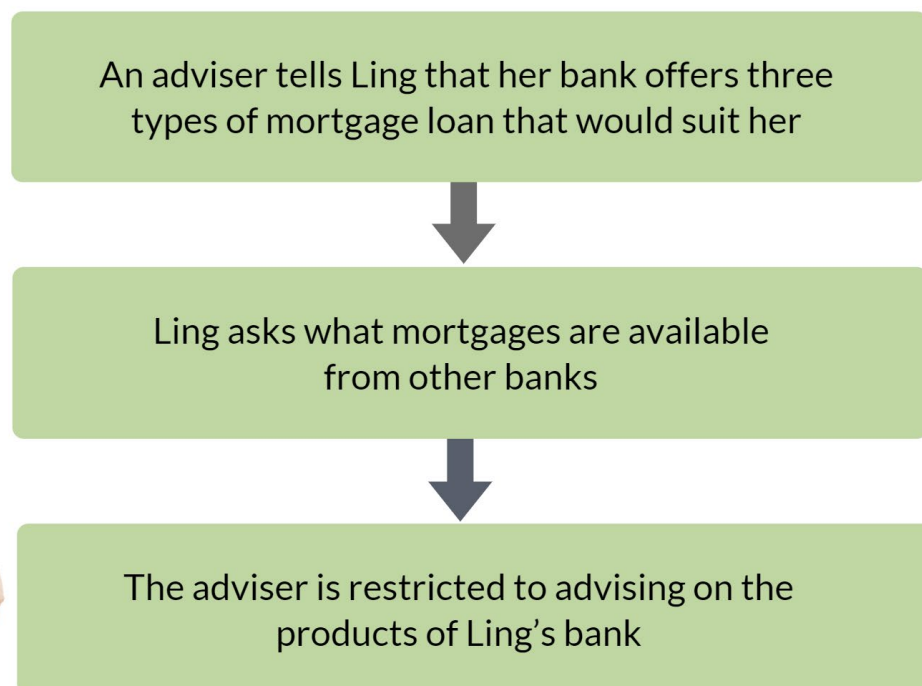 An adviser tells Ling that her bank offers three
types of mortgage loan that would suit her
Ling asks what mortgages are available
from other banks
The adviser is restricted to advising on the
products of Ling’s bank